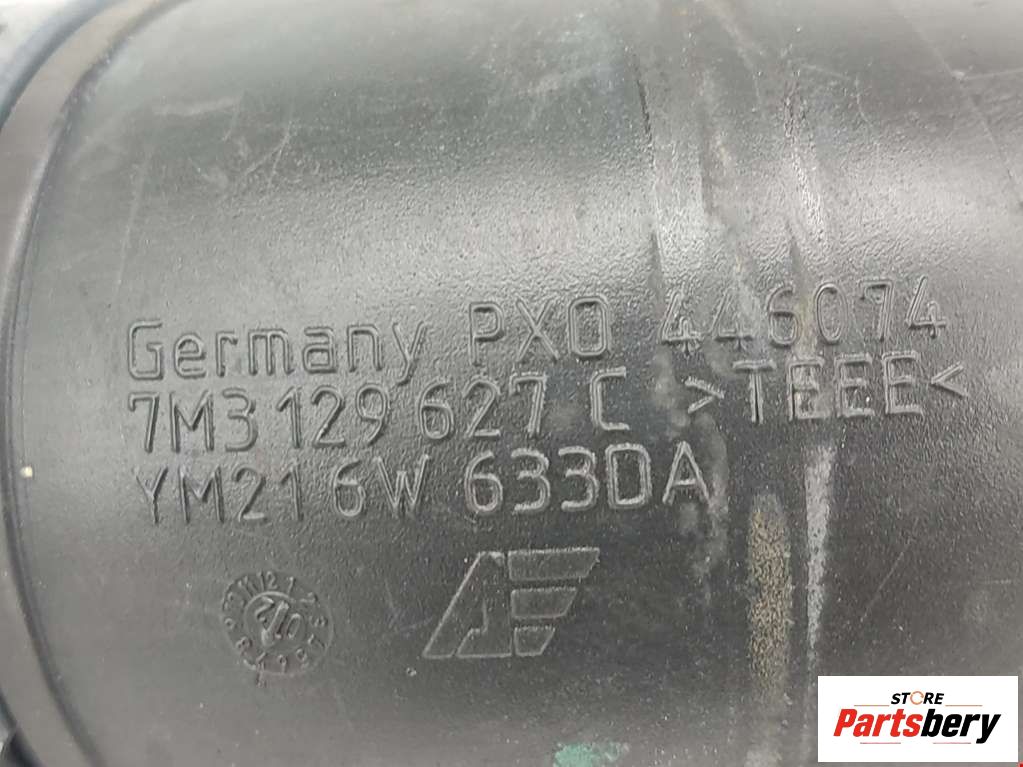 Germany PXO 446074
7M3 129 627 C >TEEE<
YM21 6W 633DA
STORE
Partsbery